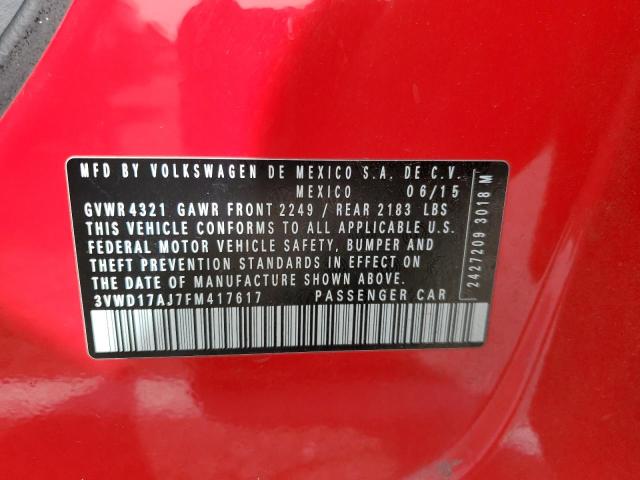 MFD BY VOLKSWAGEN DE MEXICO S.A. DE C.V.
MEXICO 06/15
GVWR 4321 GAWR FRONT 2249 / REAR 2183 LBS
THIS VEHICLE CONFORMS TO ALL APPLICABLE U.S.
FEDERAL MOTOR VEHICLE SAFETY, BUMPER AND
THEFT PREVENTION STANDARDS IN EFFECT ON
THE DATE OF MANUFACTURE SHOWN ABOVE.
3VWD17AJ7FM417617 PASSENGER CAR
2427209 3018 M